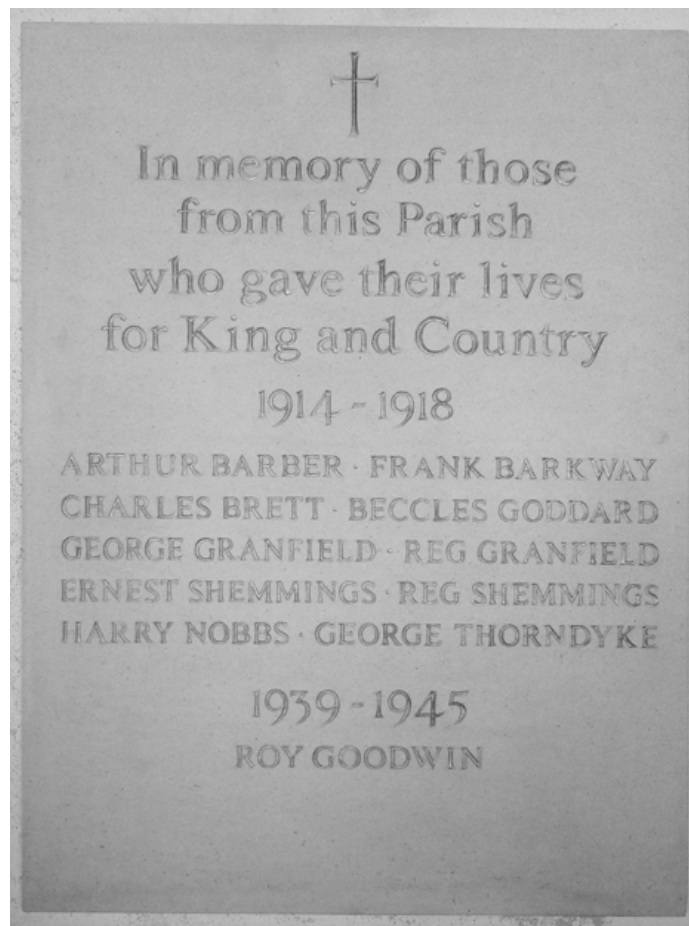 In memory of those
from this Parish
who gave their lives
for King and Country
1914 - 1918
ARTHUR BARBER · FRANK BARKWAY
CHARLES BRETT · BECCLES GODDARD
GEORGE GRANFIELD · REG GRANFIELD
ERNEST SHEMMINGS · REG SHEMMINGS
HARRY NOBBS · GEORGE THORNDYKE
1939 - 1945
ROY GOODWIN